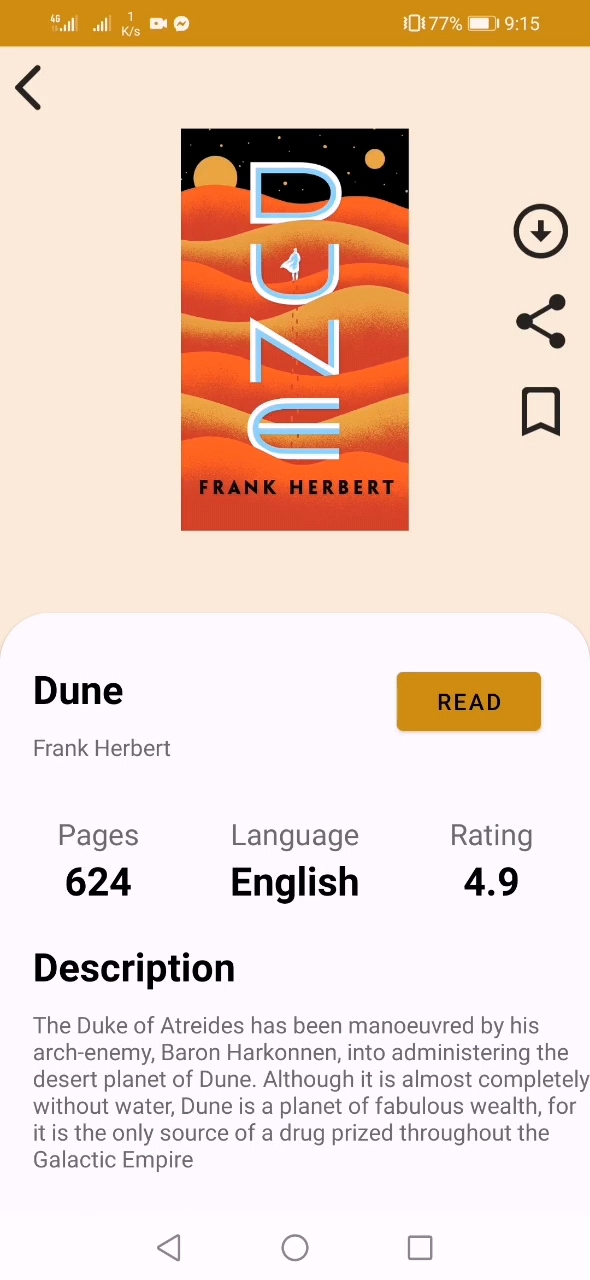 4G
1
K/s
77%
9:15
DUNE
FRANK HERBERT
Dune
READ
Frank Herbert
Pages
Language
Rating
624
English
4.9
Description
The Duke of Atreides has been manoeuvred by his
arch-enemy, Baron Harkonnen, into administering the
desert planet of Dune. Although it is almost completely
without water, Dune is a planet of fabulous wealth, for
it is the only source of a drug prized throughout the
Galactic Empire